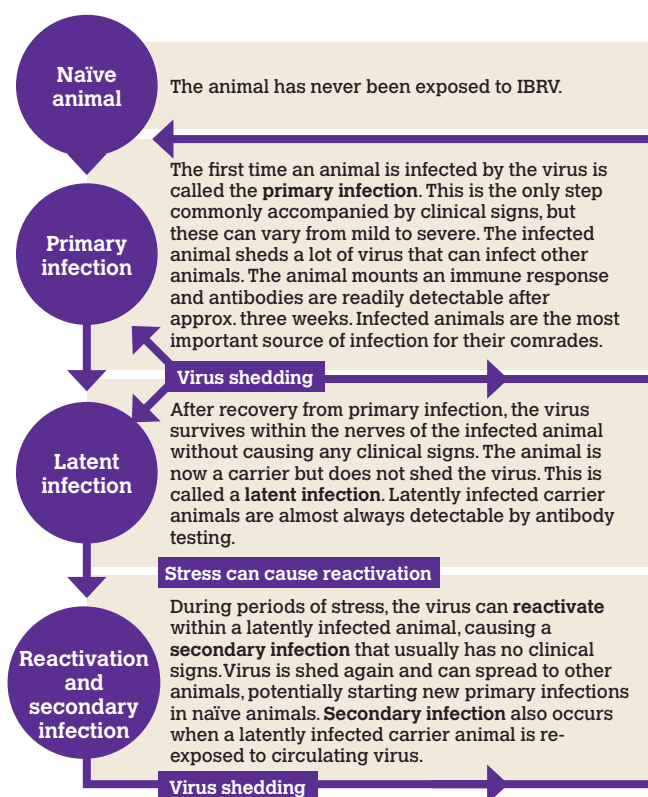 Naïve
animal
The animal has never been exposed to IBRV.
Primary
infection
The first time an animal is infected by the virus is
called the primary infection. This is the only step
commonly accompanied by clinical signs, but
these can vary from mild to severe. The infected
animal sheds a lot of virus that can infect other
animals. The animal mounts an immune response
and antibodies are readily detectable after
approx. three weeks. Infected animals are the most
important source of infection for their comrades.
Virus shedding
Latent
infection
After recovery from primary infection, the virus
survives within the nerves of the infected animal
without causing any clinical signs. The animal is
now a carrier but does not shed the virus. This is
called a latent infection. Latently infected carrier
animals are almost always detectable by antibody
testing.
Stress can cause reactivation
Reactivation
and
secondary
infection
During periods of stress, the virus can reactivate
within a latently infected animal, causing a
secondary infection that usually has no clinical
signs.Virus is shed again and can spread to other
animals, potentially starting new primary infections
in naïve animals. Secondary infection also occurs
when a latently infected carrier animal is re-
exposed to circulating virus.
Virus shedding